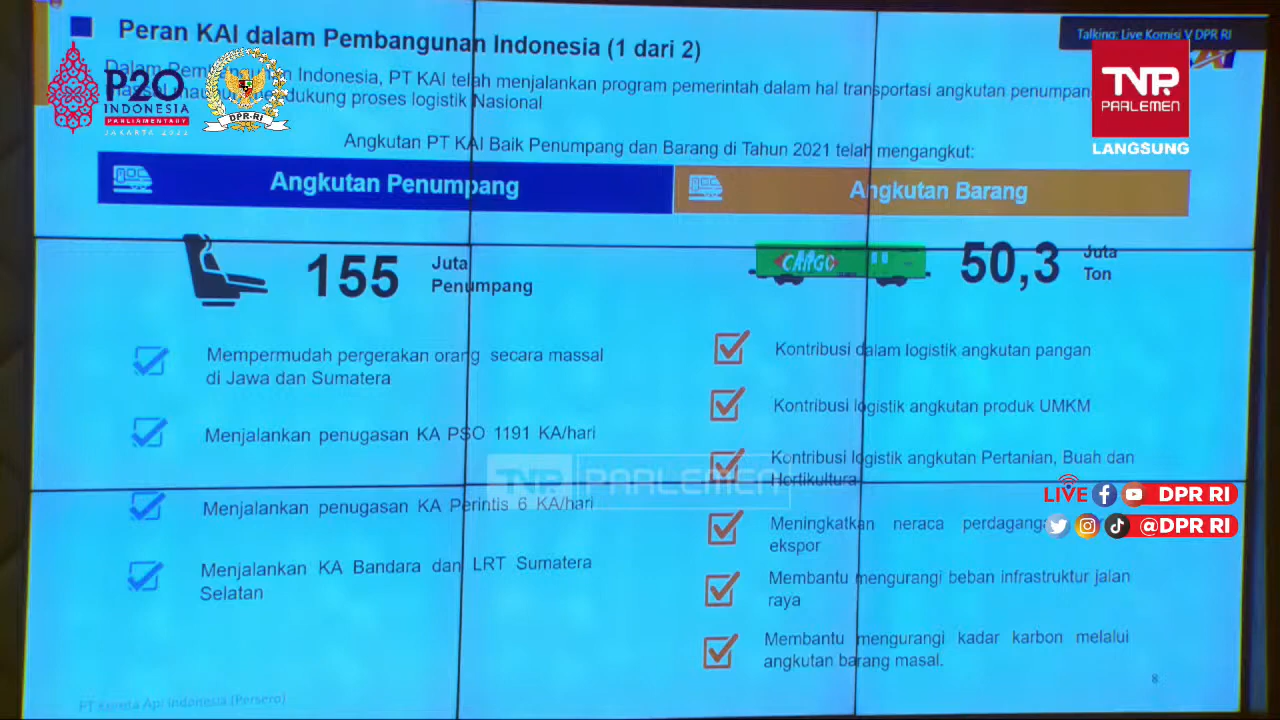 Peran KAI dalam Pembangunan Indonesia (1 dari 2)
Talking: Live Komisi V DPR RI
Dalam Indonesia, PT KAI telah menjalankan program pemerintah dalam hal transportasi angkutan penumpang
proses logistik Nasional
P20
INDONESIA
PARLIAMENTARY
JAKARTA 2022
DPR-RI
TVR
PARLEMEN
LANGSUNG
Angkutan PT KAI Baik Penumpang dan Barang di Tahun 2021 telah mengangkut:
Angkutan Penumpang
Angkutan Barang
155 Juta
Penumpang
CARGO
50,3 Juta
Ton
Mempermudah pergerakan orang secara massal
di Jawa dan Sumatera
Menjalankan penugasan KA PSO 1191 KA/hari
Menjalankan penugasan KA Perintis 6 KA/hari
Menjalankan KA Bandara dan LRT Sumatera
Selatan
Kontribusi dalam logistik angkutan pangan
Kontribusi logistik angkutan produk UMKM
Kontribusi logistik angkutan Pertanian, Buah dan
Hortikultura
Meningkatkan neraca
ekspor
Membantu mengurangi beban infrastruktur jalan
raya
Membantu mengurangi kadar karbon melalui
angkutan barang masal.
TVR PARLEMEN
LIVE DPR RI
@DPR RI
8
PT Kereta Api Indonesia (Persero)